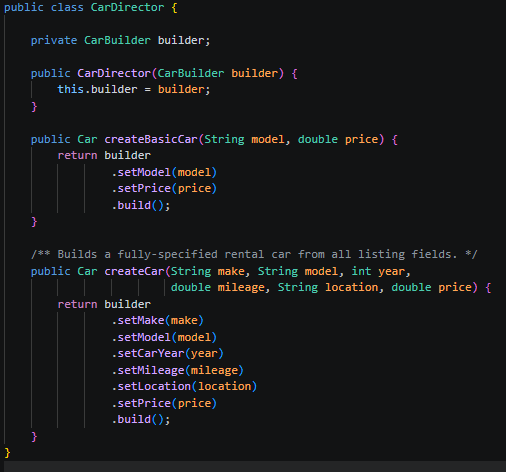 public class CarDirector {
private CarBuilder builder;
public CarDirector(CarBuilder builder) {
this.builder = builder;
}
public Car createBasicCar(String model, double price) {
return builder
.setModel(model)
.setPrice(price)
.build();
}
/** Builds a fully-specified rental car from all listing fields. */
public Car createCar(String make, String model, int year,
double mileage, String location, double price) {
return builder
.setMake(make)
.setModel(model)
.setCarYear(year)
.setMileage(mileage)
.setLocation(location)
.setPrice(price)
.build();
}
}